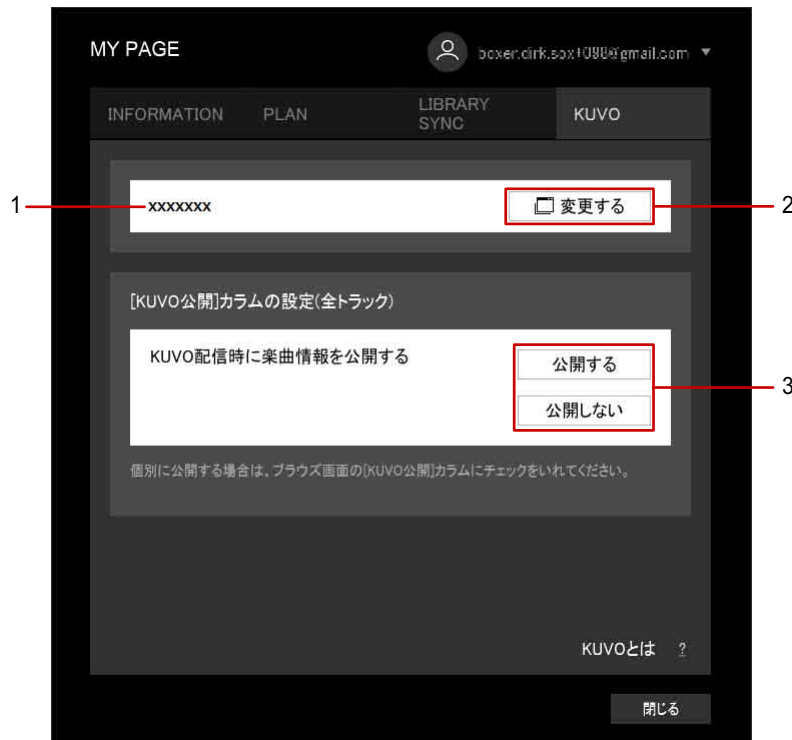 MY PAGE
INFORMATION PLAN LIBRARY SYNC KUVO
1 xxxxxxx 変更する 2
[KUVO公開]カラムの設定(全トラック)
KUVO配信時に楽曲情報を公開する
公開する
3
公開しない
個別に公開する場合は、ブラウズ画面の[KUVO公開]カラムにチェックをいれてください。
KUVOとは ?
閉じる